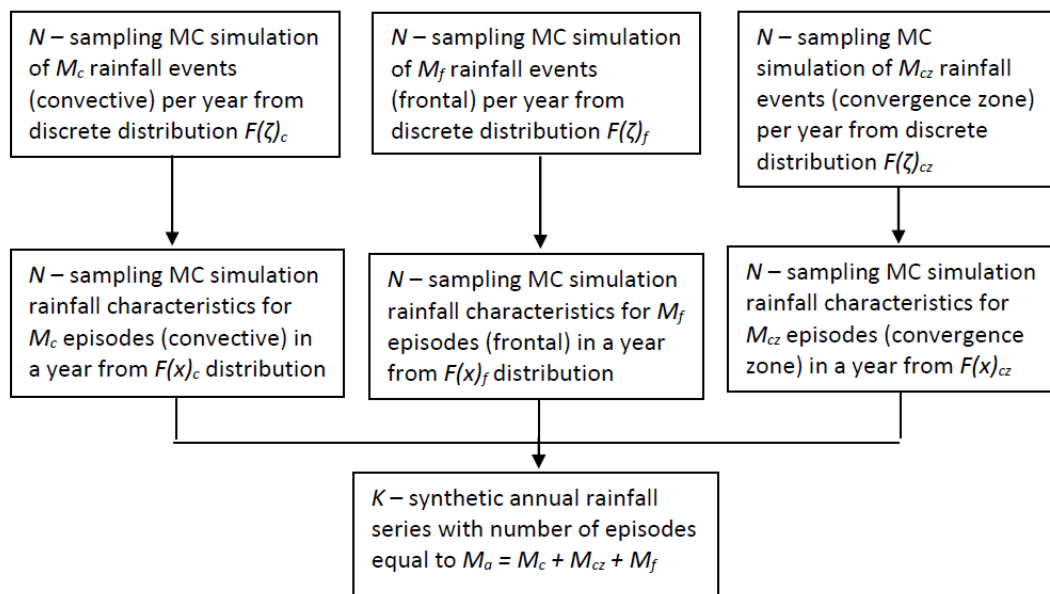 N – sampling MC simulation
of Mc rainfall events
(convective) per year from
discrete distribution F(ζ)c
N – sampling MC simulation
of Mf rainfall events
(frontal) per year from
discrete distribution F(ζ)f
N – sampling MC
simulation of Mcz rainfall
events (convergence zone)
per year from discrete
distribution F(ζ)cz
N – sampling MC simulation
rainfall characteristics for
Mc episodes (convective) in
a year from F(x)c distribution
N – sampling MC simulation
rainfall characteristics for Mf
episodes (frontal) in a year
from F(x)f distribution
N – sampling MC simulation
rainfall characteristics for
Mcz episodes (convergence
zone) in a year from F(x)cz
K – synthetic annual rainfall
series with number of episodes
equal to Ma = Mc + Mcz + Mf